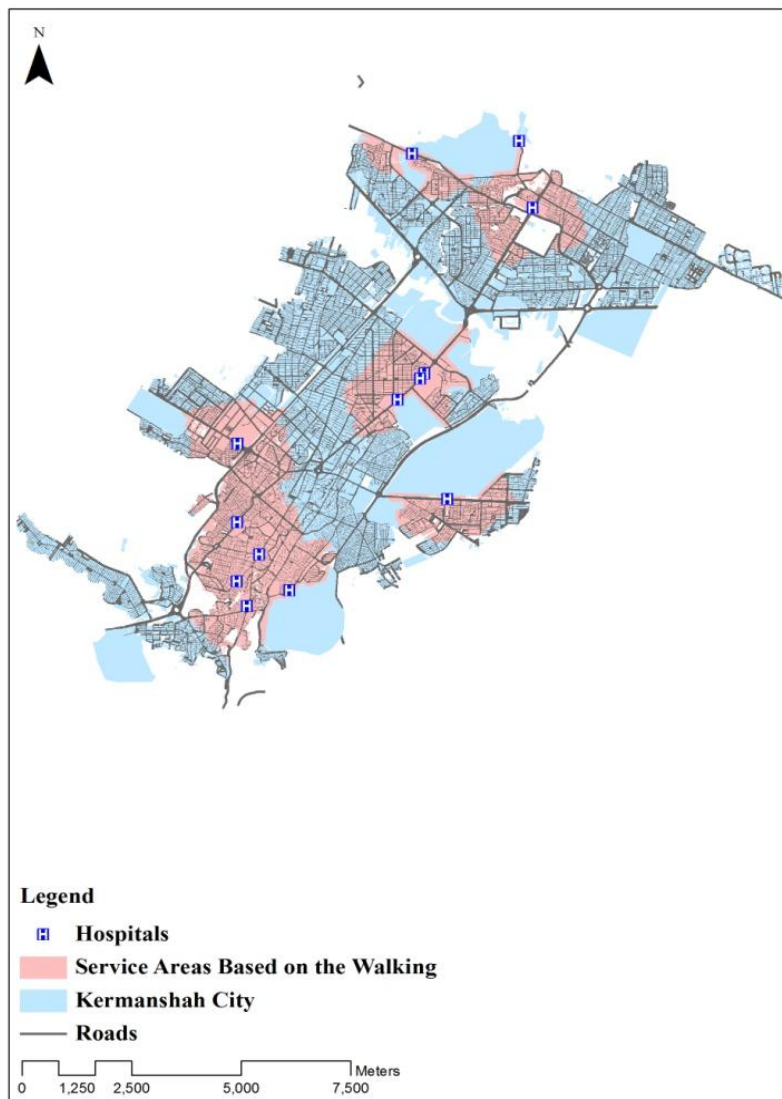 N
H
H
H
H
H
H
H
H
H
H
H
H
H
Legend
H Hospitals
Service Areas Based on the Walking
Kermanshah City
Roads
Meters
0 1,250 2,500 5,000 7,500